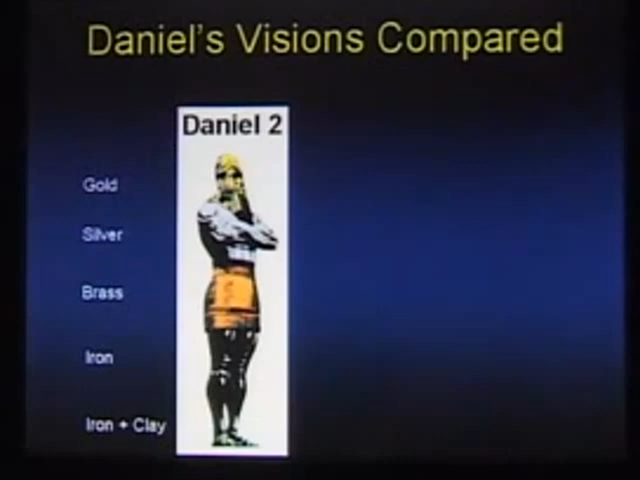 Daniel's Visions Compared
Daniel 2
Gold
Silver
Brass
Iron
Iron + Clay